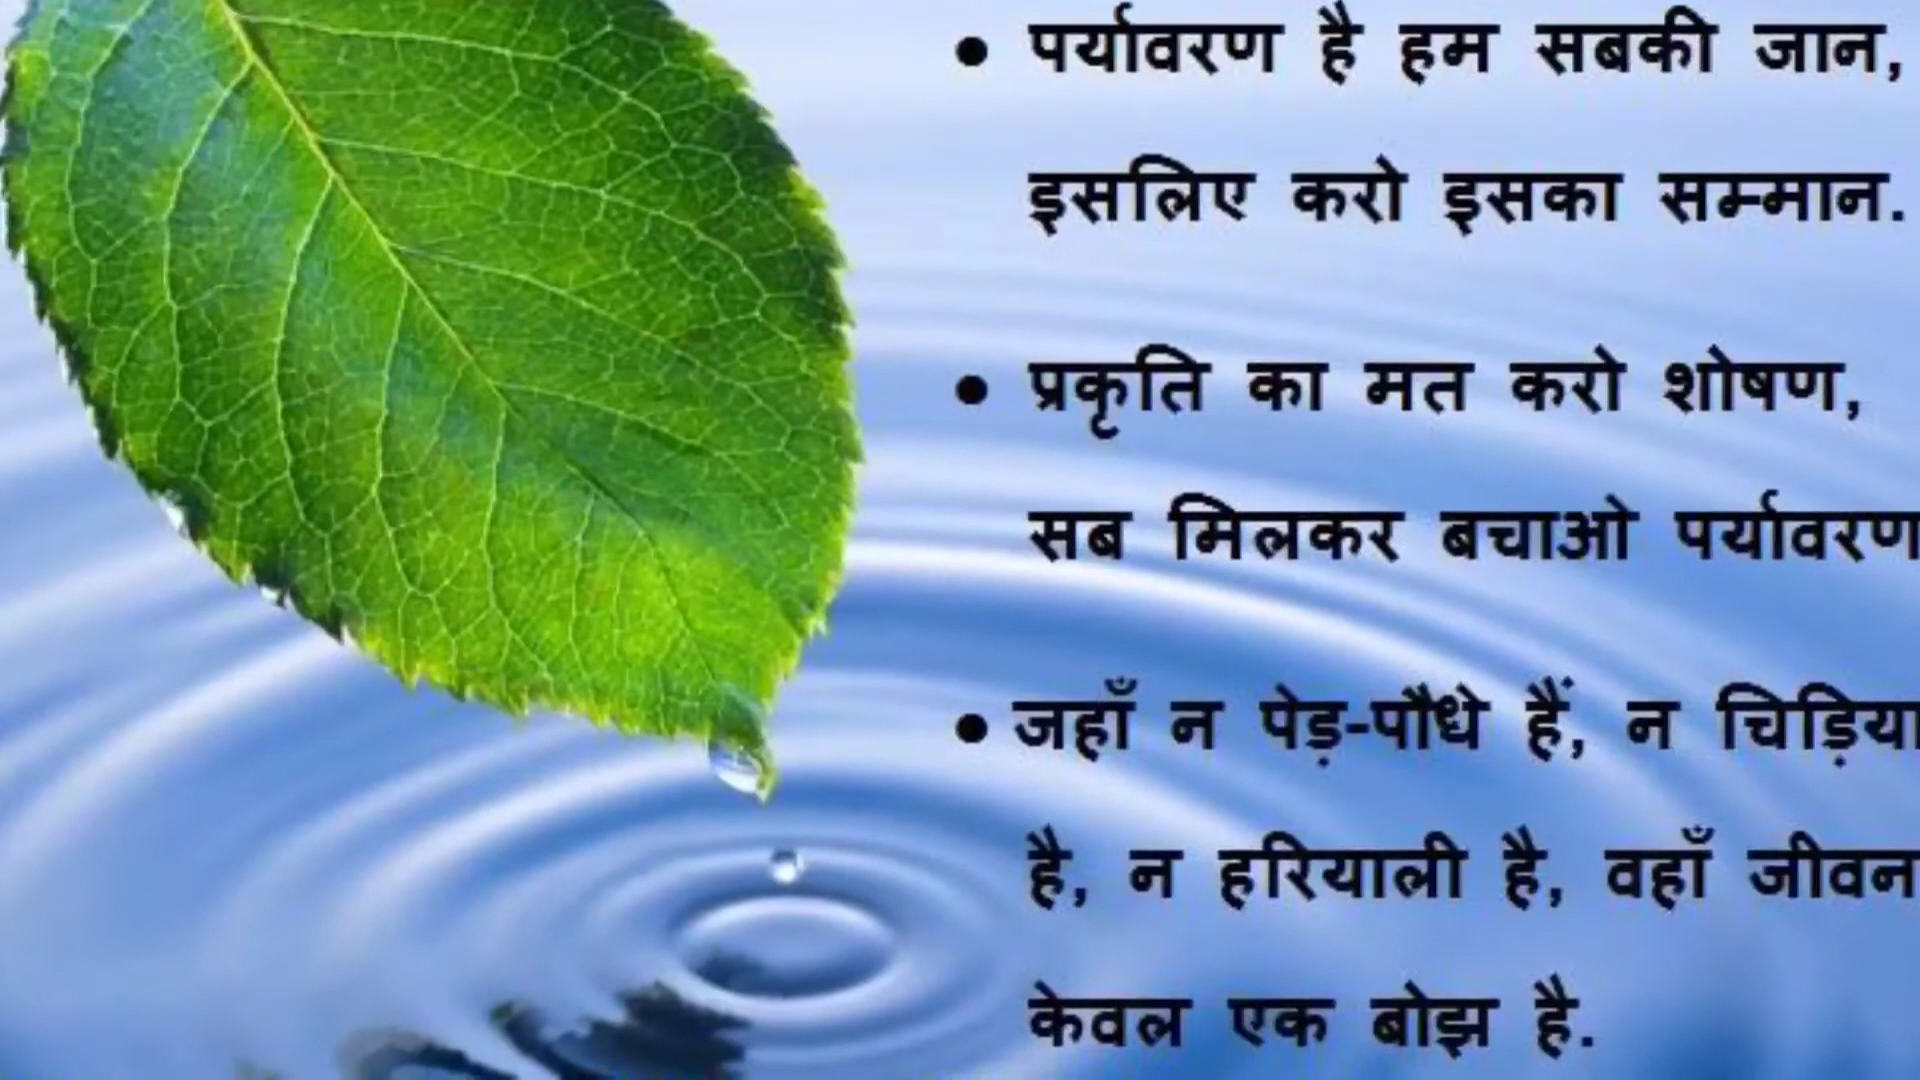 • पर्यावरण है हम सबकी जान,
इसलिए करो इसका सम्मान.
• प्रकृति का मत करो शोषण,
सब मिलकर बचाओ पर्यावरण
• जहाँ न पेड़-पौधे हैं, न चिड़िया
है, न हरियाली है, वहाँ जीवन
केवल एक बोझ है.